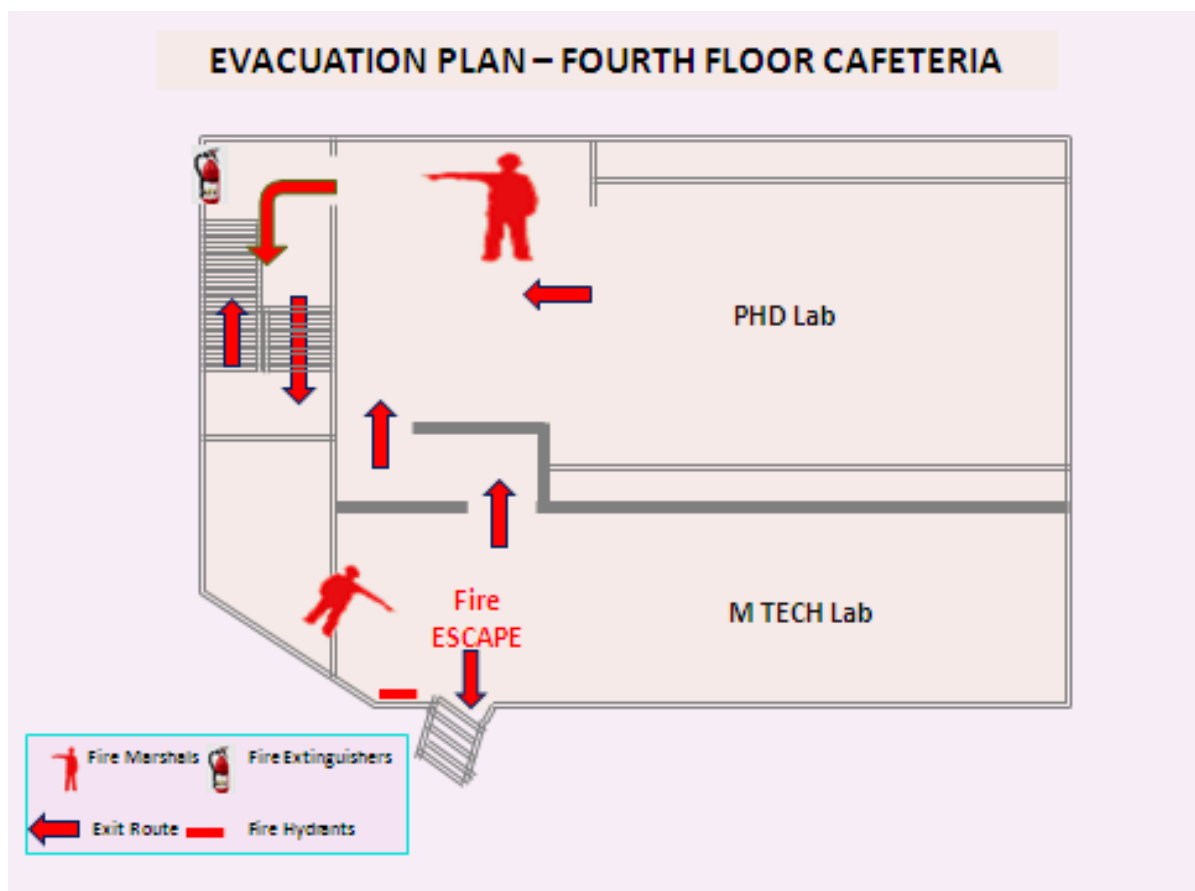 EVACUATION PLAN – FOURTH FLOOR CAFETERIA
PHD Lab
Fire
ESCAPE
M TECH Lab
Fire Marshals
Fire Extinguishers
Exit Route
Fire Hydrants